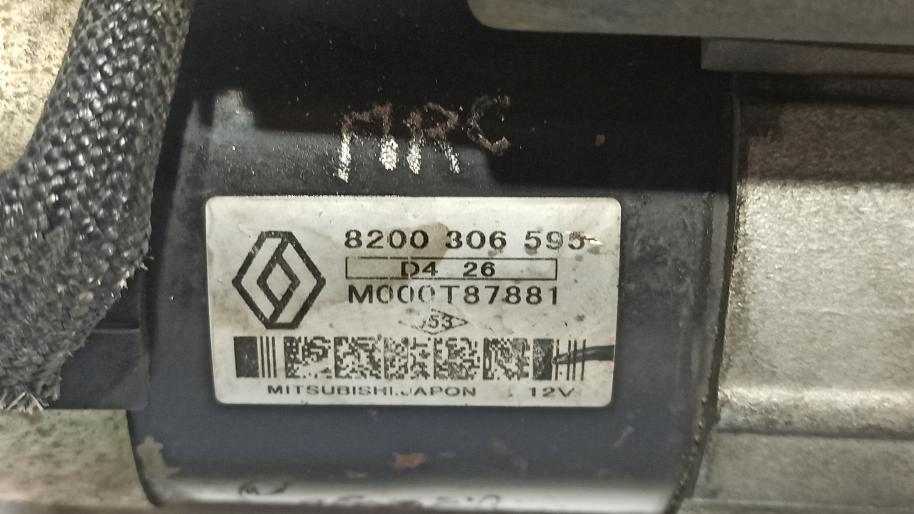 MRC
8200 306 595
D4 26
M000T87881
53
MITSUBISHI.JAPON 12V